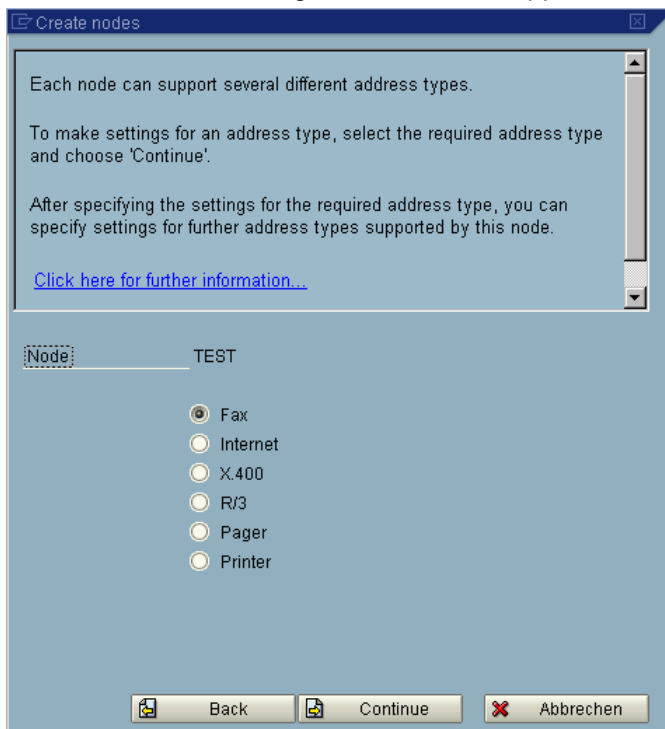 Create nodes
Each node can support several different address types.
To make settings for an address type, select the required address type
and choose 'Continue'.
After specifying the settings for the required address type, you can
specify settings for further address types supported by this node.
Click here for further information...
Node TEST
Fax
Internet
X.400
R/3
Pager
Printer
Back Continue Abbrechen